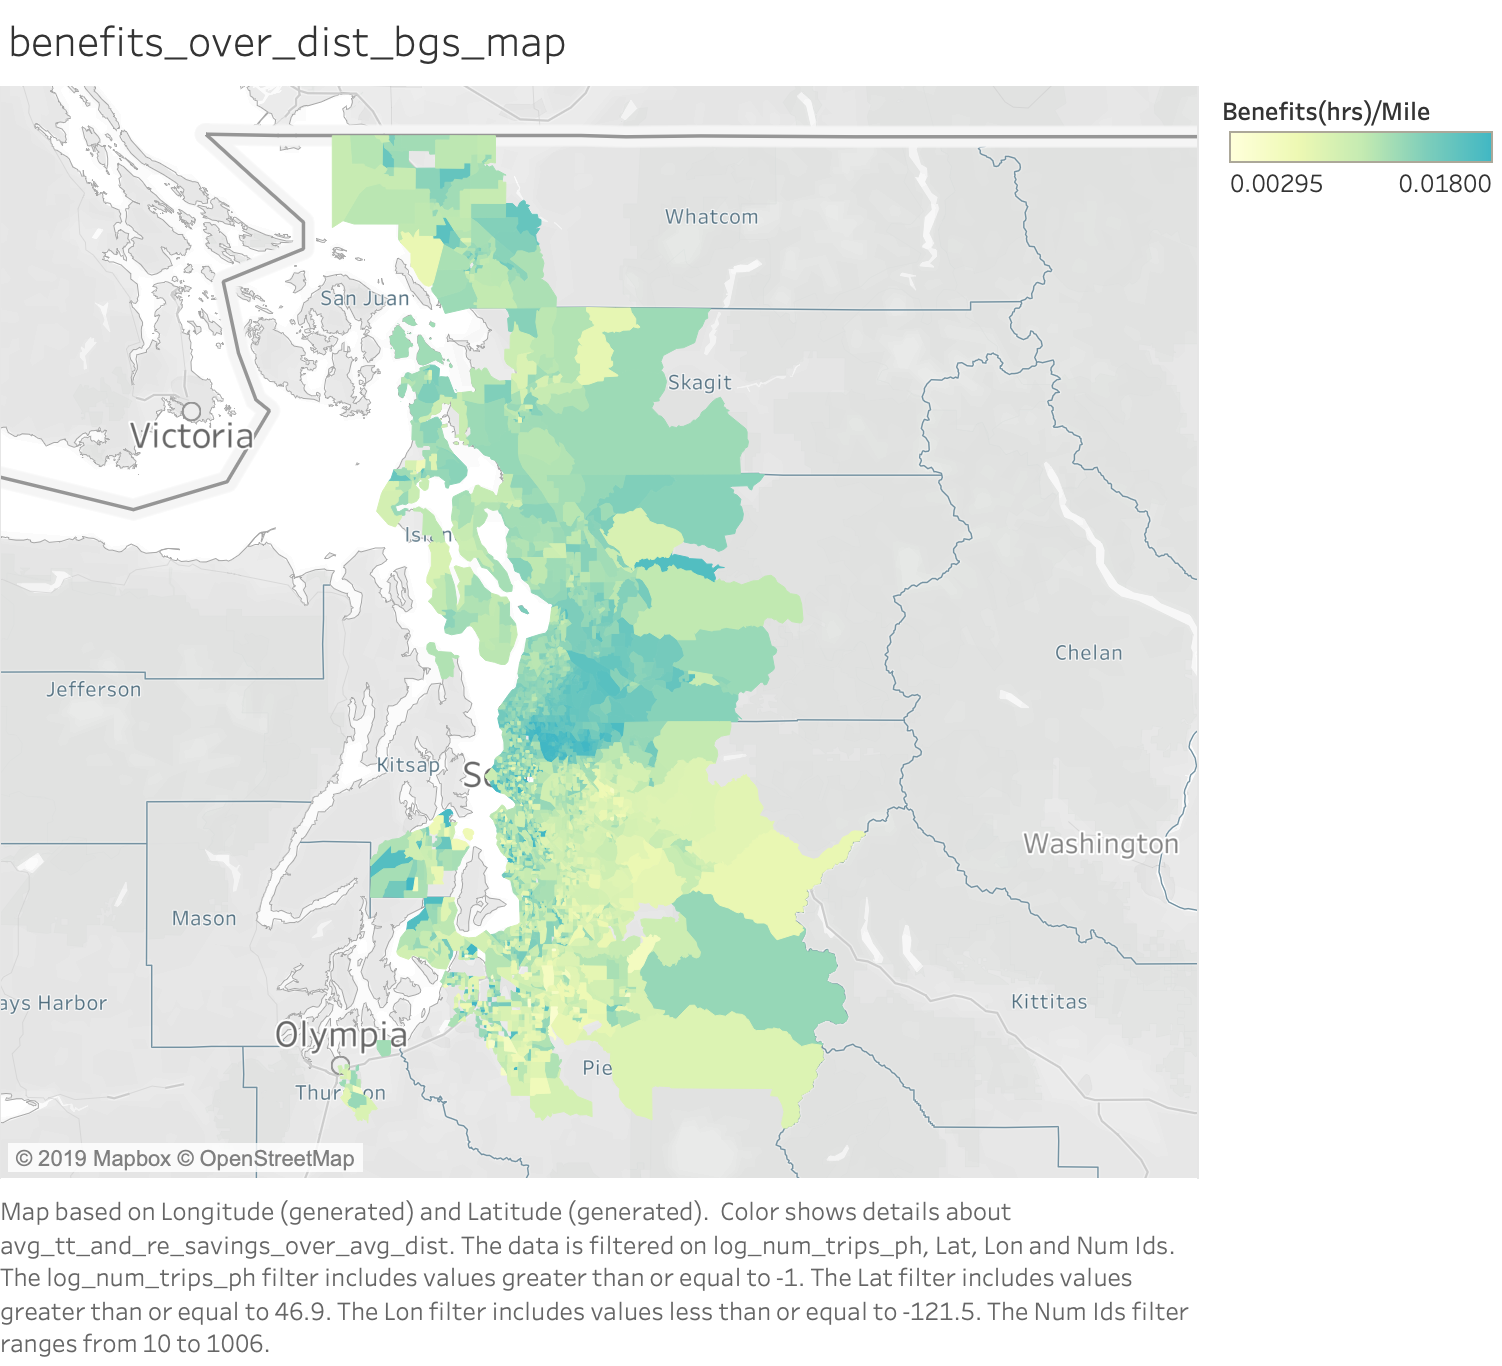 benefits_over_dist_bgs_map
Benefits(hrs)/Mile
0.00295 0.01800
Whatcom
San Juan
Skagit
Victoria
Chelan
Jefferson
Kitsap
Washington
Mason
ays Harbor
Kittitas
Olympia
Pie
© 2019 Mapbox © OpenStreetMap
Map based on Longitude (generated) and Latitude (generated).  Color shows details about
avg_tt_and_re_savings_over_avg_dist. The data is filtered on log_num_trips_ph, Lat, Lon and Num Ids.
The log_num_trips_ph filter includes values greater than or equal to -1. The Lat filter includes values
greater than or equal to 46.9. The Lon filter includes values less than or equal to -121.5. The Num Ids filter
ranges from 10 to 1006.